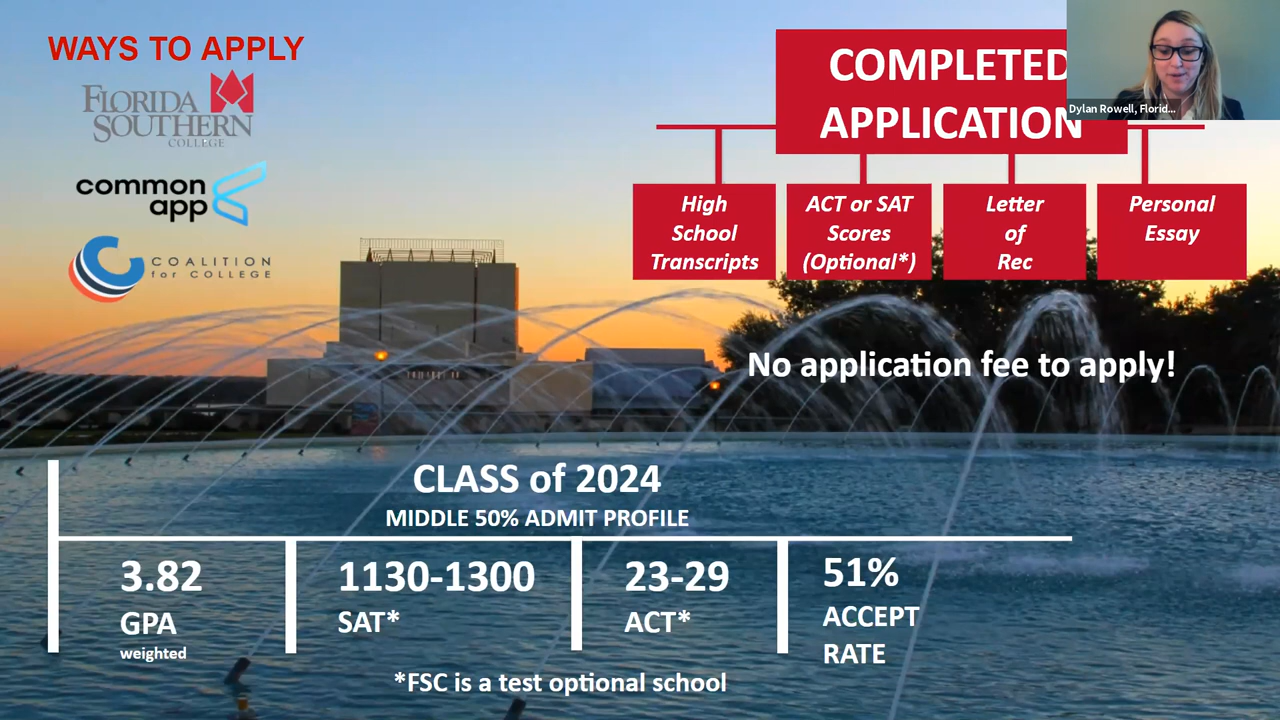 WAYS TO APPLY
FLORIDA
SOUTHERN
COLLEGE
common
app
COALITION
for COLLEGE
COMPLETED
APPLICATION
Dylan Rowell, Florid...
High
School
Transcripts
ACT or SAT
Scores
(Optional*)
Letter
of
Rec
Personal
Essay
No application fee to apply!
CLASS of 2024
MIDDLE 50% ADMIT PROFILE
3.82
GPA
weighted
1130-1300
SAT*
23-29
ACT*
51%
ACCEPT
RATE
*FSC is a test optional school